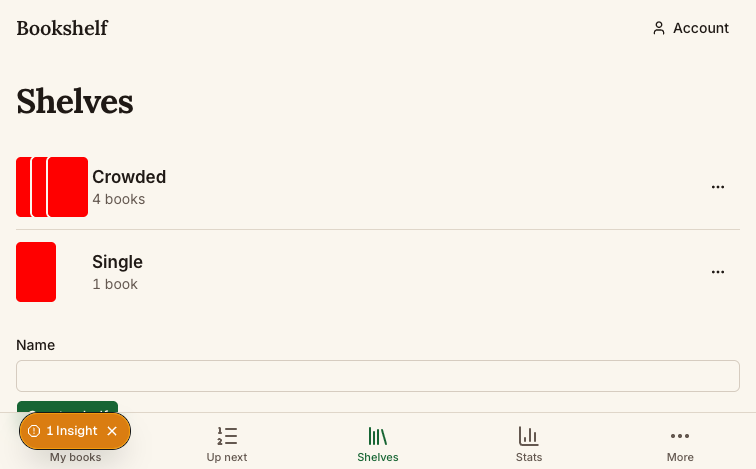 Bookshelf
Account
Shelves
Crowded
4 books
Single
1 book
Name
1 Insight
My books
Up next
Shelves
Stats
More